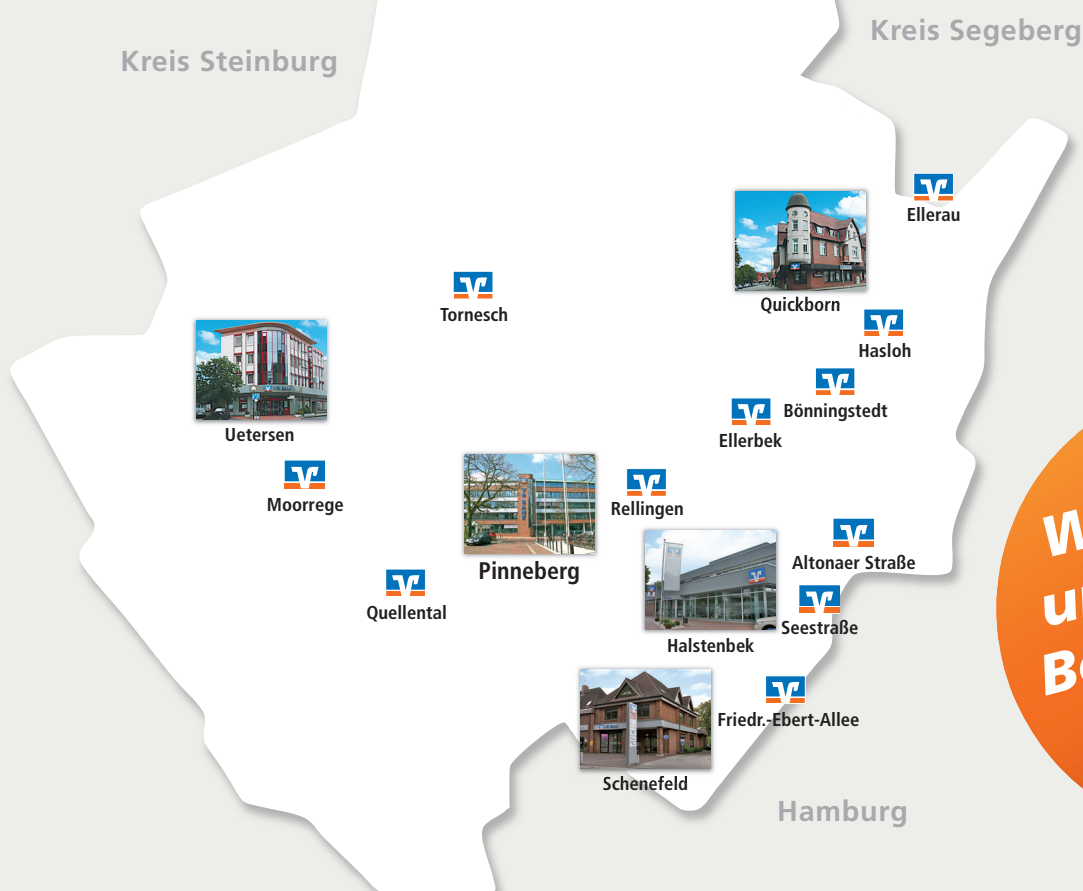 Kreis Segeberg
Kreis Steinburg
Ellerau
Quickborn
Tornesch
Hasloh
Bönningstedt
Uetersen
Ellerbek
Moorrege
Rellingen
Pinneberg
Altonaer Straße
Quellental
Seestraße
Halstenbek
Friedr.-Ebert-Allee
Schenefeld
Hamburg